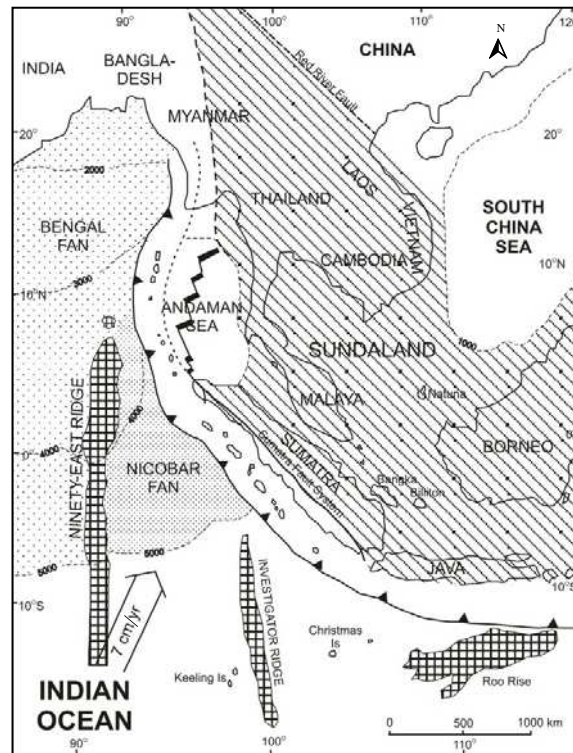 90°
100°
110°
120
N
CHINA
INDIA
BANGLA-
DESH
MYANMAR
Red River Fault
20°
20°
2000
LAOS
THAILAND
VIETNAM
BENGAL
FAN
SOUTH
CHINA
SEA
CAMBODIA
3000
10°N
10°N
ANDAMAN
SEA
1000
SUNDALAND
MALAYA
Natuna
4000
NINETY-EAST RIDGE
SUMATRA
Sumatra Fault System
BORNEO
0°
4000
NICOBAR
FAN
Bangka
Billiton
5000
5000
JAVA
10°S
10°S
7 cm/yr
INVESTIGATOR RIDGE
Christmas
Is
Keeling Is
Roo Rise
INDIAN
OCEAN
0 500 1000 km
90°
100°
110°